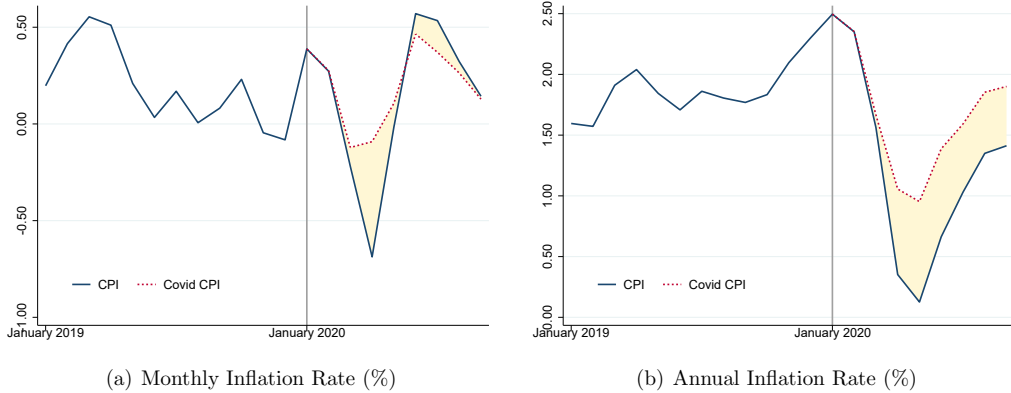 0.50
0.00
-0.50
-1.00
CPI
Covid CPI
January 2019
January 2020
(a) Monthly Inflation Rate (%)
2.50
2.00
1.50
1.00
0.50
0.00
CPI
Covid CPI
January 2019
January 2020
(b) Annual Inflation Rate (%)